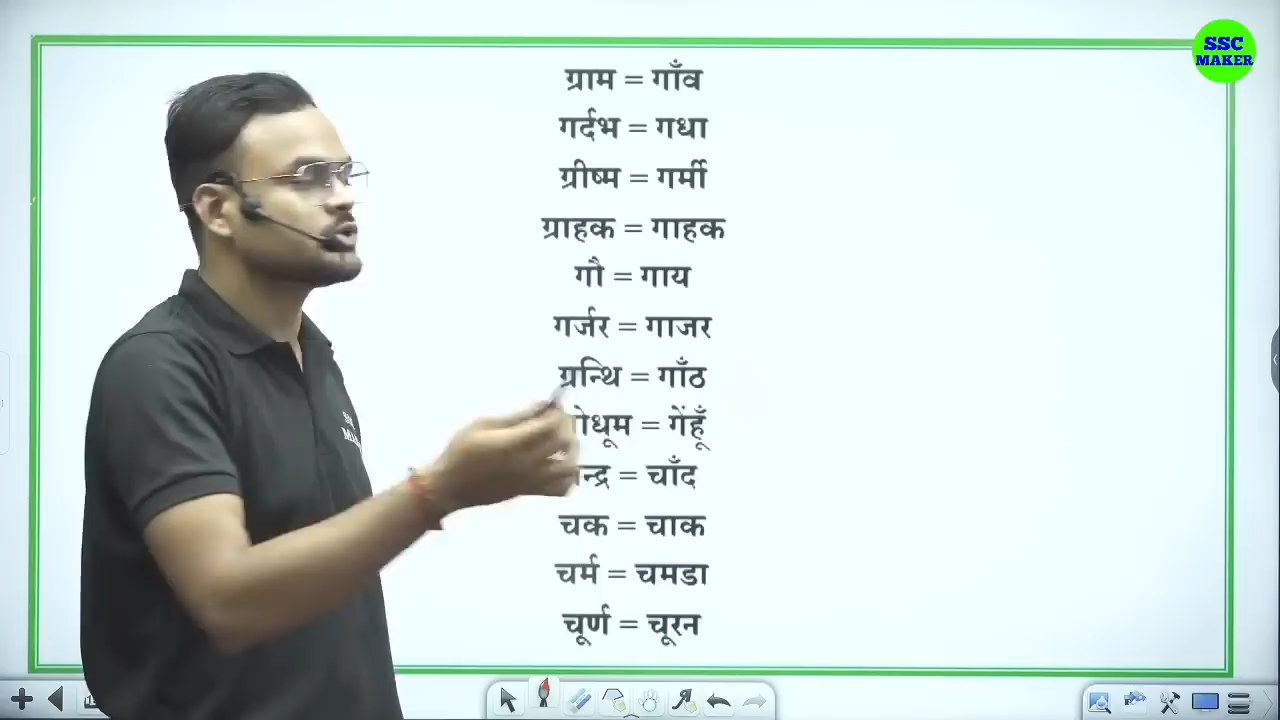 SSC
MAKER
ग्राम = गाँव
गर्दभ = गधा
ग्रीष्म = गर्मी
ग्राहक = गाहक
गौ = गाय
गर्जर = गाजर
ग्रन्थि = गाँठ
= गेंहूँ
= चाँद
चक = चाक
चर्म = चमडा
चूर्ण = चूरन